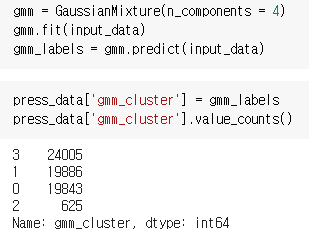 gmm = GaussianMixture(n_components = 4)
gmm.fit(input_data)
gmm_labels = gmm.predict(input_data)
press_data['gmm_cluster'] = gmm_labels
press_data['gmm_cluster'].value_counts()
3    24005
1    19886
0    19843
2      625
Name: gmm_cluster, dtype: int64